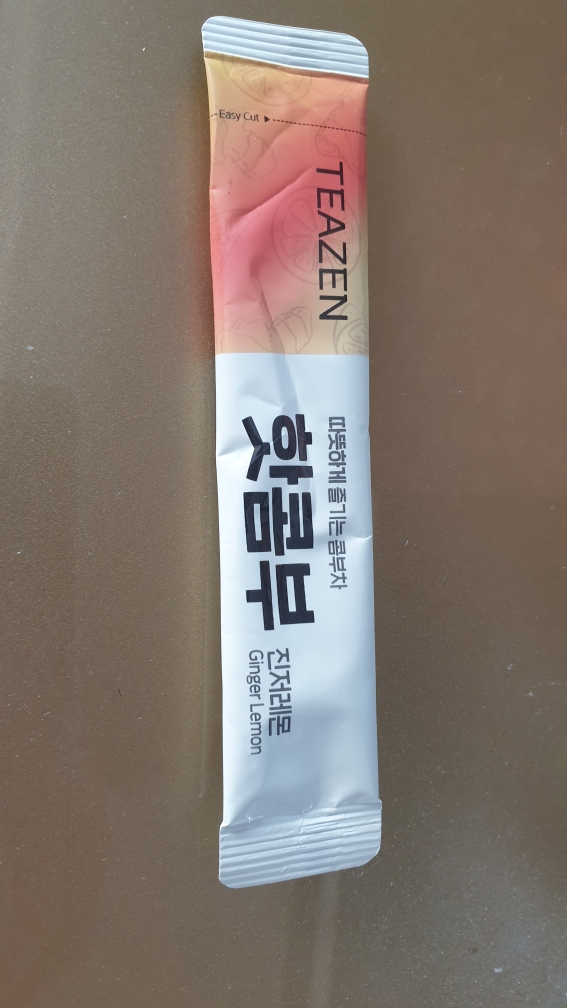 Easy Cut
TEAZEN
따뜻하게 즐기는 콤부차
핫콤부
진저레몬
Ginger Lemon